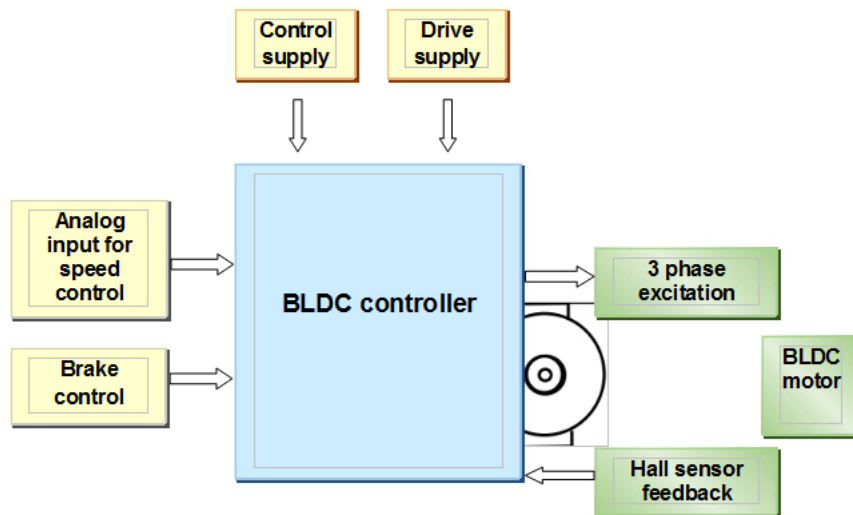 Control
supply
Drive
supply
Analog
input for
speed
control
BLDC controller
3 phase
excitation
Brake
control
BLDC
motor
Hall sensor
feedback